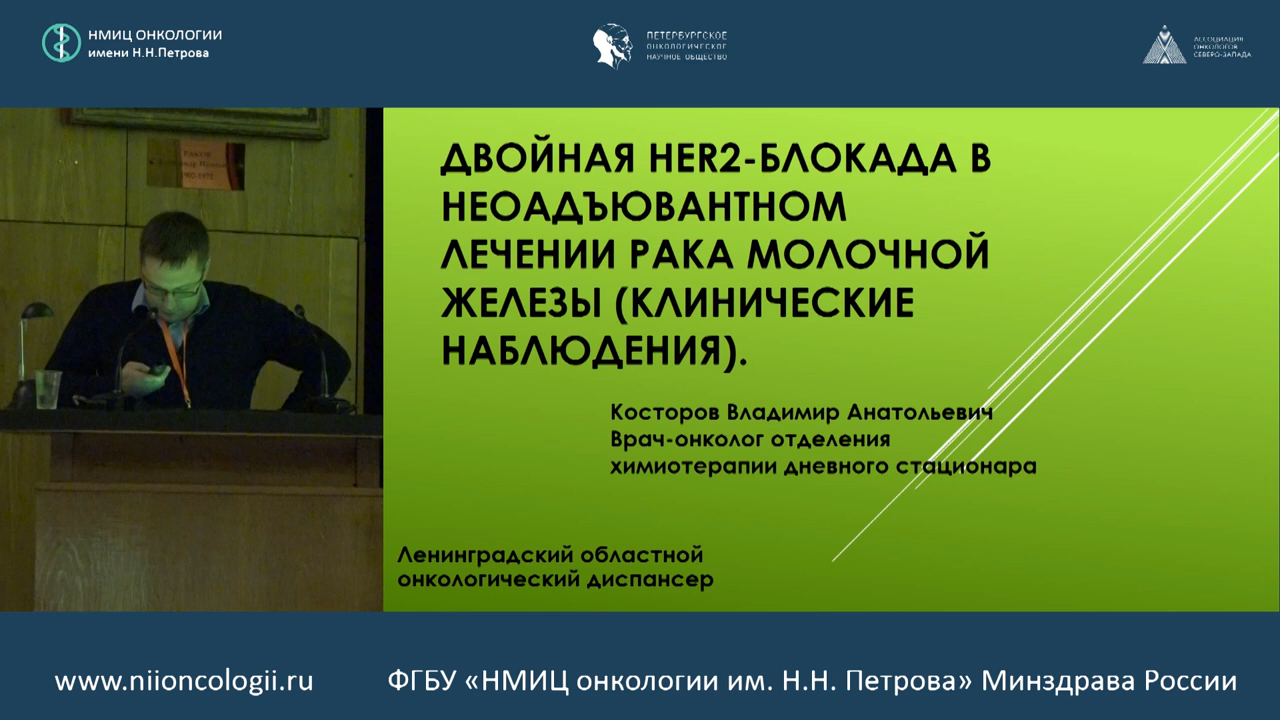 НМИЦ ОНКОЛОГИИ
имени Н.Н.Петрова
ПЕТЕРБУРГСКОЕ
ОНКОЛОГИЧЕСКОЕ
НАУЧНОЕ ОБЩЕСТВО
АССОЦИАЦИЯ
ОНКОЛОГОВ
СЕВЕРО-ЗАПАДА
ДВОЙНАЯ HER2-БЛОКАДА В
НЕОАДЪЮВАНТНОМ
ЛЕЧЕНИИ РАКА МОЛОЧНОЙ
ЖЕЛЕЗЫ (КЛИНИЧЕСКИЕ
НАБЛЮДЕНИЯ).
Косторов Владимир Анатольевич
Врач-онколог отделения
химиотерапии дневного стационара
Ленинградский областной
онкологический диспансер
www.niioncologii.ru
ФГБУ «НМИЦ онкологии им. Н.Н. Петрова» Минздрава России